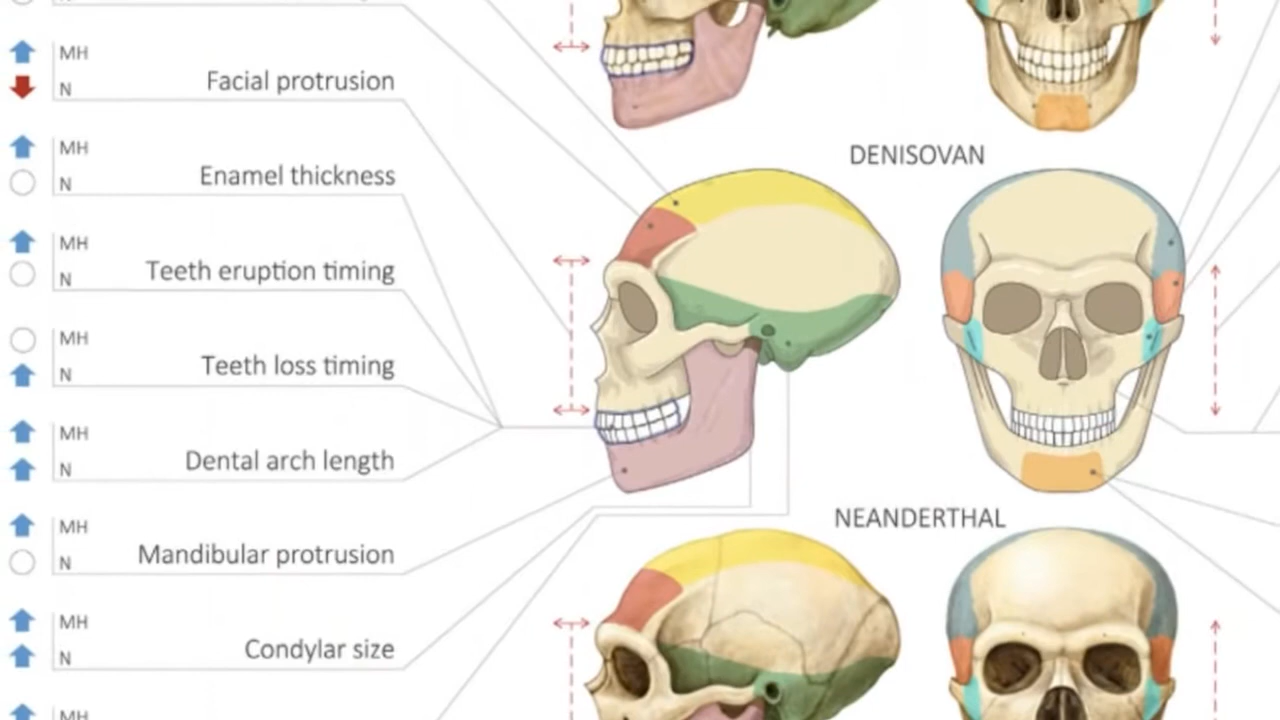 MH
N
Facial protrusion
MH
N
Enamel thickness
MH
N
Teeth eruption timing
MH
N
Teeth loss timing
MH
N
Dental arch length
MH
N
Mandibular protrusion
MH
N
Condylar size
MH
DENISOVAN
NEANDERTHAL